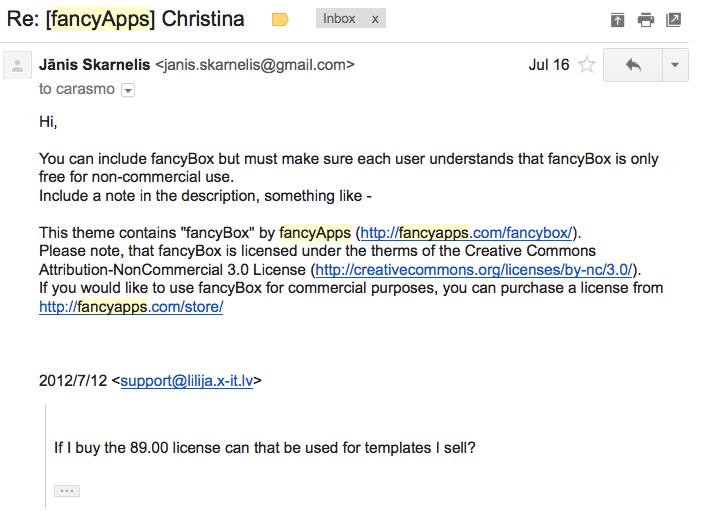 Re: [fancyApps] Christina
Inbox x
Jānis Skarnelis <janis.skarnelis@gmail.com>
Jul 16
to carasmo
Hi,
You can include fancyBox but must make sure each user understands that fancyBox is only
free for non-commercial use.
Include a note in the description, something like -
This theme contains "fancyBox" by fancyApps (http://fancyapps.com/fancybox/).
Please note, that fancyBox is licensed under the therms of the Creative Commons
Attribution-NonCommercial 3.0 License (http://creativecommons.org/licenses/by-nc/3.0/).
If you would like to use fancyBox for commercial purposes, you can purchase a license from
http://fancyapps.com/store/
2012/7/12 <support@lilija.x-it.lv>
If I buy the 89.00 license can that be used for templates I sell?